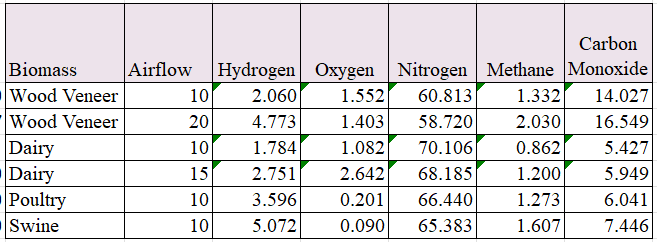 Carbon
Biomass Airflow Hydrogen Oxygen Nitrogen Methane Monoxide
Wood Veneer 10 2.060 1.552 60.813 1.332 14.027
Wood Veneer 20 4.773 1.403 58.720 2.030 16.549
Dairy 10 1.784 1.082 70.106 0.862 5.427
Dairy 15 2.751 2.642 68.185 1.200 5.949
Poultry 10 3.596 0.201 66.440 1.273 6.041
Swine 10 5.072 0.090 65.383 1.607 7.446